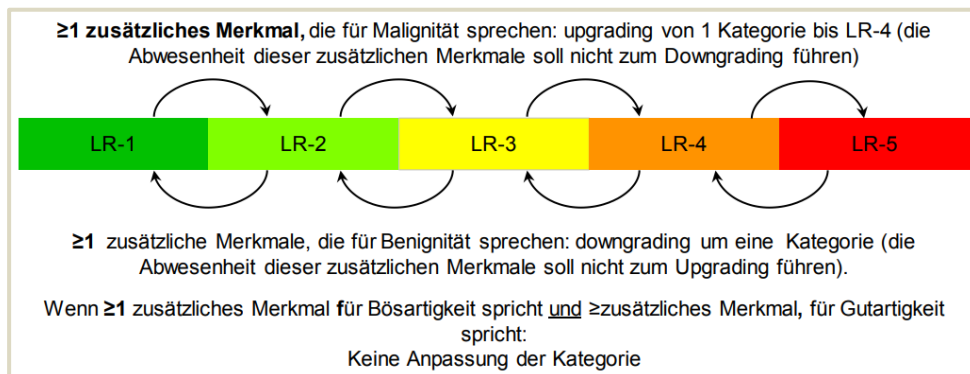 ≥1 zusätzliches Merkmal, die für Malignität sprechen: upgrading von 1 Kategorie bis LR-4 (die
Abwesenheit dieser zusätzlichen Merkmale soll nicht zum Downgrading führen)
LR-1 LR-2 LR-3 LR-4 LR-5
≥1 zusätzliche Merkmale, die für Benignität sprechen: downgrading um eine Kategorie (die
Abwesenheit dieser zusätzlichen Merkmale soll nicht zum Upgrading führen).
Wenn ≥1 zusätzliches Merkmal für Bösartigkeit spricht und ≥zusätzliches Merkmal, für Gutartigkeit
spricht:
Keine Anpassung der Kategorie